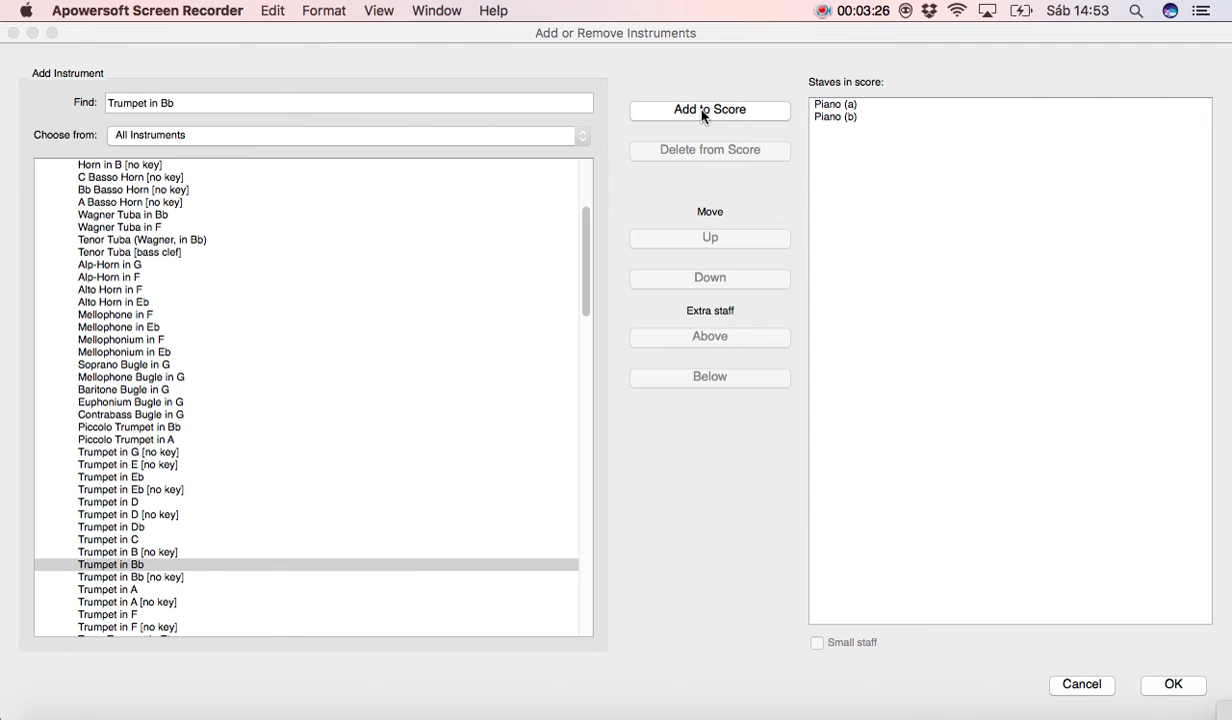 Apowersoft Screen Recorder Edit Format View Window Help 00:03:26 Sáb 14:53
Add or Remove Instruments
Add Instrument
Find: Trumpet in Bb
Choose from: All Instruments
Horn in B [no key]
C Basso Horn [no key]
Bb Basso Horn [no key]
A Basso Horn [no key]
Wagner Tuba in Bb
Wagner Tuba in F
Tenor Tuba (Wagner, in Bb)
Tenor Tuba [bass clef]
Alp-Horn in G
Alp-Horn in F
Alto Horn in F
Alto Horn in Eb
Mellophone in F
Mellophone in Eb
Mellophonium in F
Mellophonium in Eb
Soprano Bugle in G
Mellophone Bugle in G
Baritone Bugle in G
Euphonium Bugle in G
Contrabass Bugle in G
Piccolo Trumpet in Bb
Piccolo Trumpet in A
Trumpet in G [no key]
Trumpet in E [no key]
Trumpet in Eb
Trumpet in Eb [no key]
Trumpet in D
Trumpet in D [no key]
Trumpet in Db
Trumpet in C
Trumpet in B [no key]
Trumpet in Bb
Trumpet in Bb [no key]
Trumpet in A
Trumpet in A [no key]
Trumpet in F
Trumpet in F [no key]
Add to Score
Delete from Score
Move
Up
Down
Extra staff
Above
Below
Staves in score:
Piano (a)
Piano (b)
Small staff
Cancel
OK